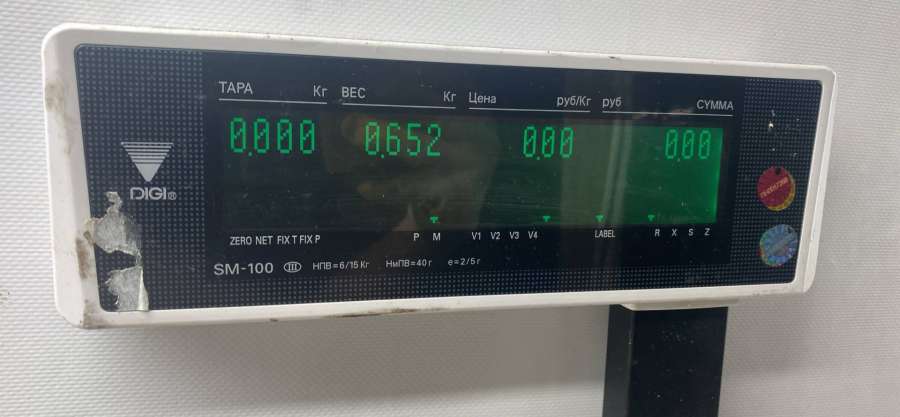 ТАРА Кг ВЕС Кг Цена руб/Кг руб СУММА
0.000 0.652 0.00 0.00
DIGI®
ZERO NET FIX T FIX P P M V1 V2 V3 V4 LABEL R X S Z
SM-100 III НПВ=6/15 Кг НмПВ=40 г е=2/5 г